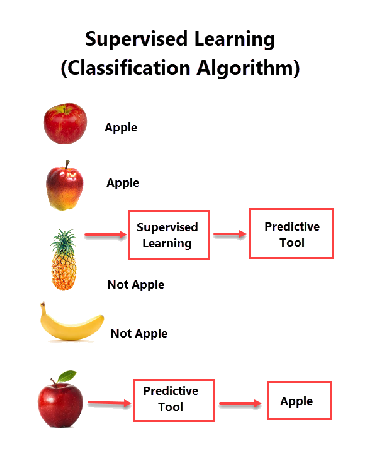 Supervised Learning
(Classification Algorithm)
Apple
Apple
Supervised
Learning
Predictive
Tool
Not Apple
Not Apple
Predictive
Tool
Apple